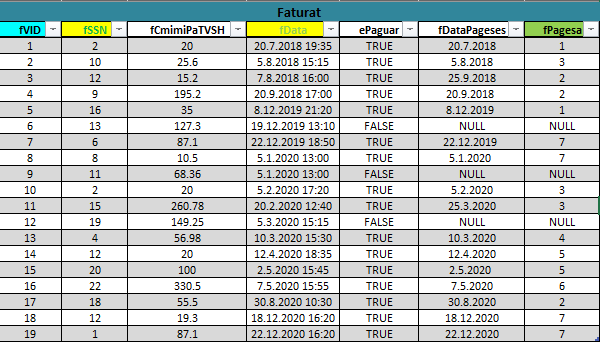 Faturat
fVID fSSN fCmimiPaTVSH fData ePaguar fDataPageses fPagesa
1 2 20 20.7.2018 19:35 TRUE 20.7.2018 1
2 10 25.6 5.8.2018 15:15 TRUE 5.8.2018 3
3 12 15.2 7.8.2018 16:00 TRUE 25.9.2018 2
4 9 195.2 20.9.2018 17:00 TRUE 20.9.2018 2
5 16 35 8.12.2019 21:20 TRUE 8.12.2019 1
6 13 127.3 19.12.2019 13:10 FALSE NULL NULL
7 6 87.1 22.12.2019 18:50 TRUE 22.12.2019 7
8 8 10.5 5.1.2020 13:00 TRUE 5.1.2020 7
9 11 68.36 5.1.2020 13:00 FALSE NULL NULL
10 2 20 5.2.2020 17:20 TRUE 5.2.2020 3
11 15 260.78 20.2.2020 12:40 TRUE 25.3.2020 3
12 19 149.25 5.3.2020 15:15 FALSE NULL NULL
13 4 56.98 10.3.2020 15:30 TRUE 10.3.2020 4
14 12 20 12.4.2020 18:35 TRUE 12.4.2020 5
15 20 100 2.5.2020 15:45 TRUE 2.5.2020 5
16 22 330.5 7.5.2020 15:55 TRUE 7.5.2020 6
17 18 55.5 30.8.2020 10:30 TRUE 30.8.2020 2
18 12 19.3 18.12.2020 16:20 TRUE 18.12.2020 7
19 1 87.1 22.12.2020 16:20 TRUE 22.12.2020 7